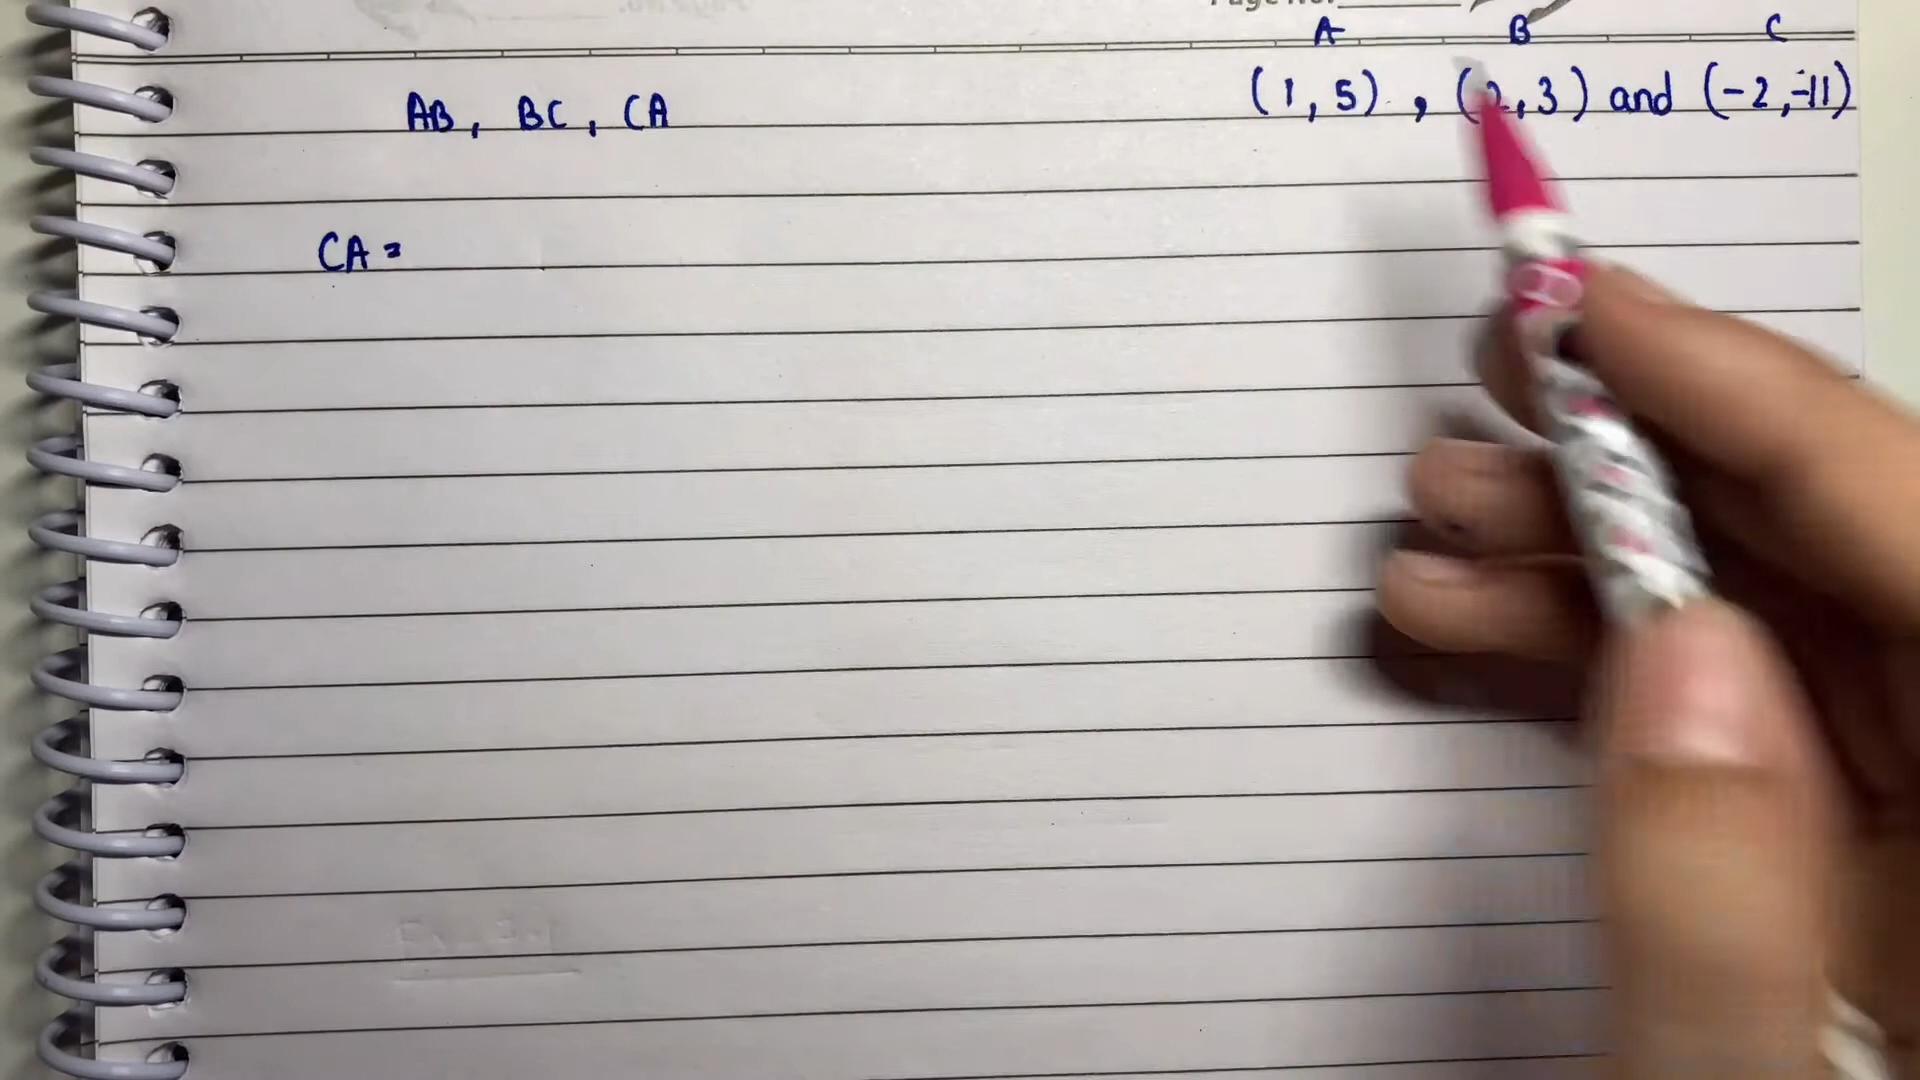 A B C
(1, 5) , (2, 3) and (-2, -11)
AB, BC, CA
CA =